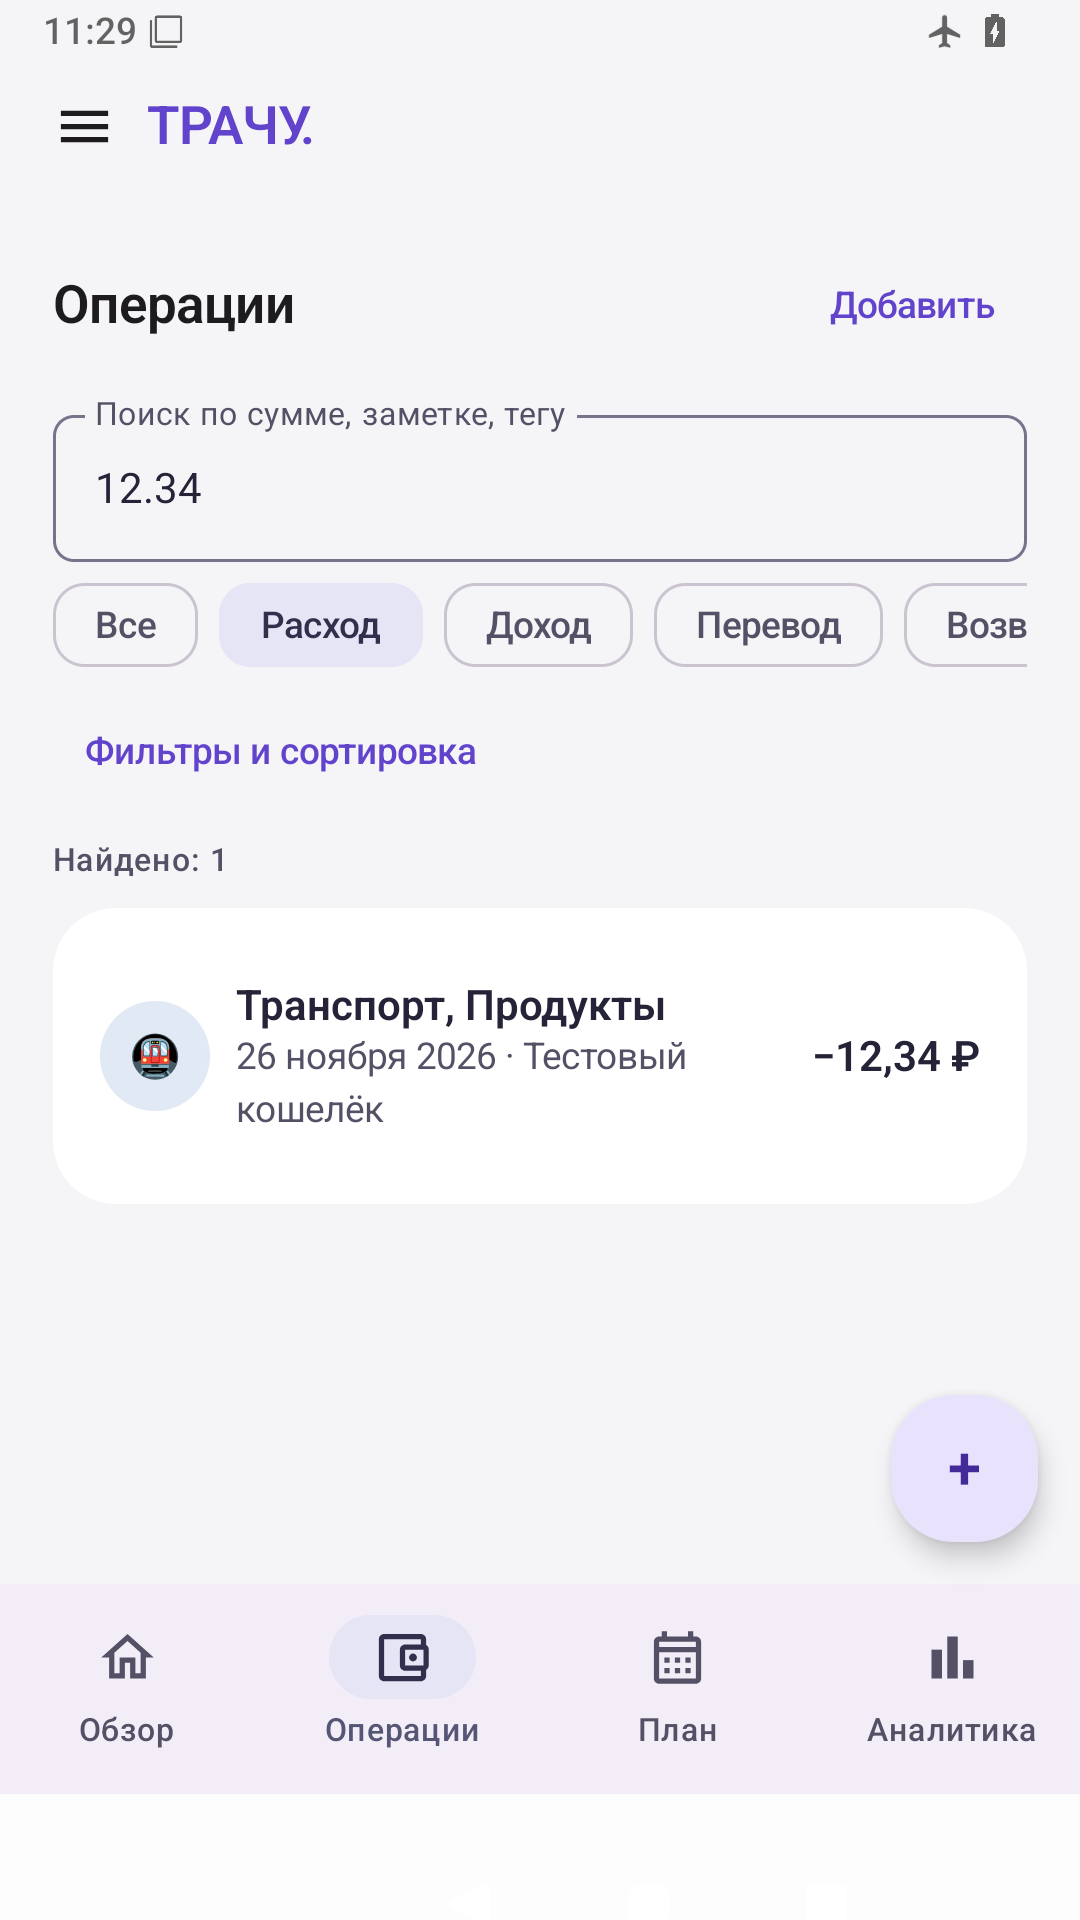 11:29
ТРАЧУ.
Операции
Добавить
Поиск по сумме, заметке, тегу
12.34
Все
Расход
Доход
Перевод
Возв
Фильтры и сортировка
Найдено: 1
Транспорт, Продукты
26 ноября 2026 · Тестовый
кошелёк
−12,34 ₽
+
Обзор
Операции
План
Аналитика